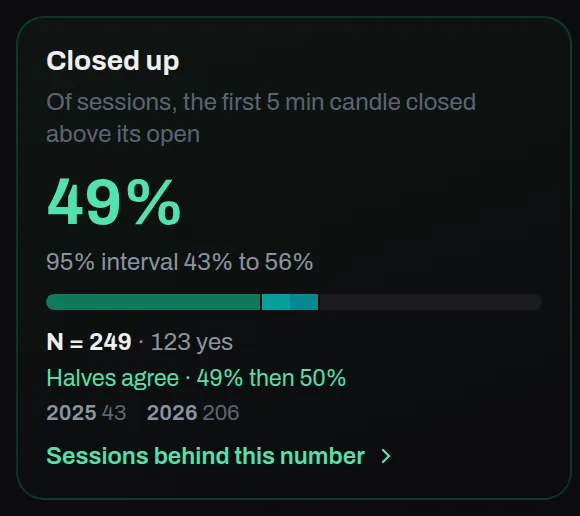 Closed up
Of sessions, the first 5 min candle closed
above its open
49%
95% interval 43% to 56%
N = 249 · 123 yes
Halves agree · 49% then 50%
2025 43 2026 206
Sessions behind this number >